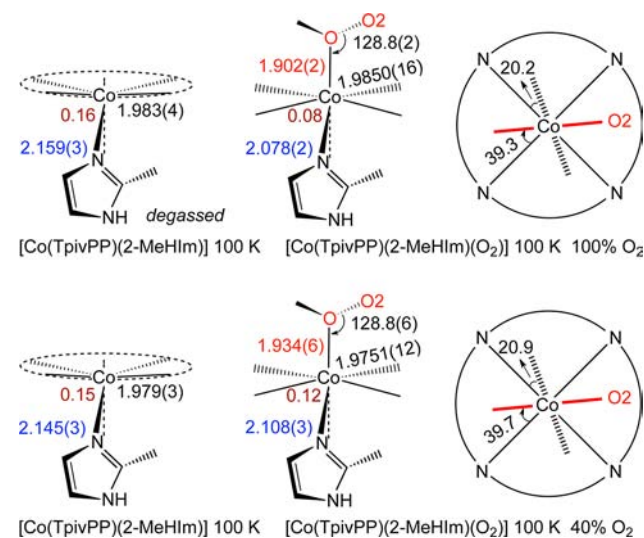 O2
O
128.8(2)
1.902(2)
1.9850(16)
Co
0.16
1.983(4)
Co
0.08
2.159(3)
N
2.078(2)
N
NH
degassed
NH
N
N
20.2
Co
O2
39.3
N
N
[Co(TpivPP)(2-MeHIm)] 100 K
[Co(TpivPP)(2-MeHIm)(O₂)] 100 K 100% O₂
O2
O
128.8(6)
1.934(6)
1.9751(12)
Co
0.15
1.979(3)
Co
0.12
2.145(3)
N
2.108(3)
N
NH
NH
N
N
20.9
Co
O2
39.7
N
N
[Co(TpivPP)(2-MeHIm)] 100 K
[Co(TpivPP)(2-MeHIm)(O₂)] 100 K 40% O₂